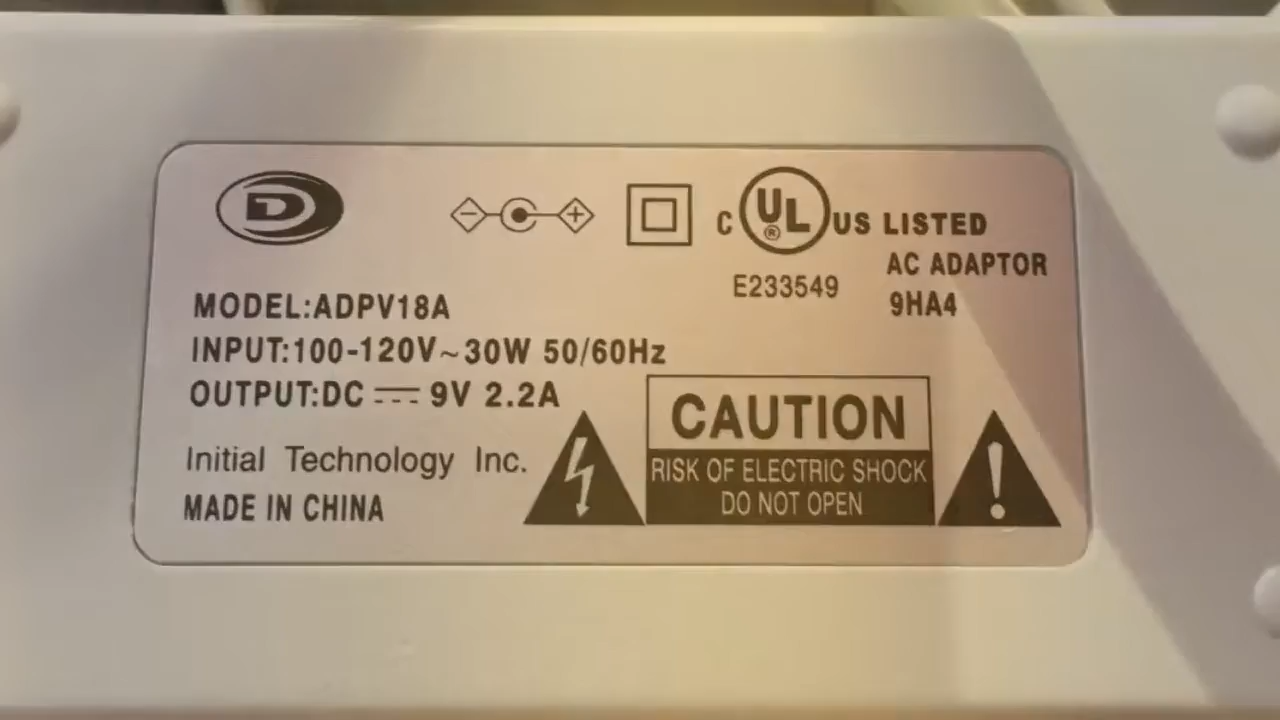 D
C UL® US LISTED
E233549
AC ADAPTOR
9HA4
MODEL:ADPV18A
INPUT:100-120V~30W 50/60Hz
OUTPUT:DC ⎓ 9V 2.2A
Initial Technology Inc.
MADE IN CHINA
CAUTION
RISK OF ELECTRIC SHOCK
DO NOT OPEN